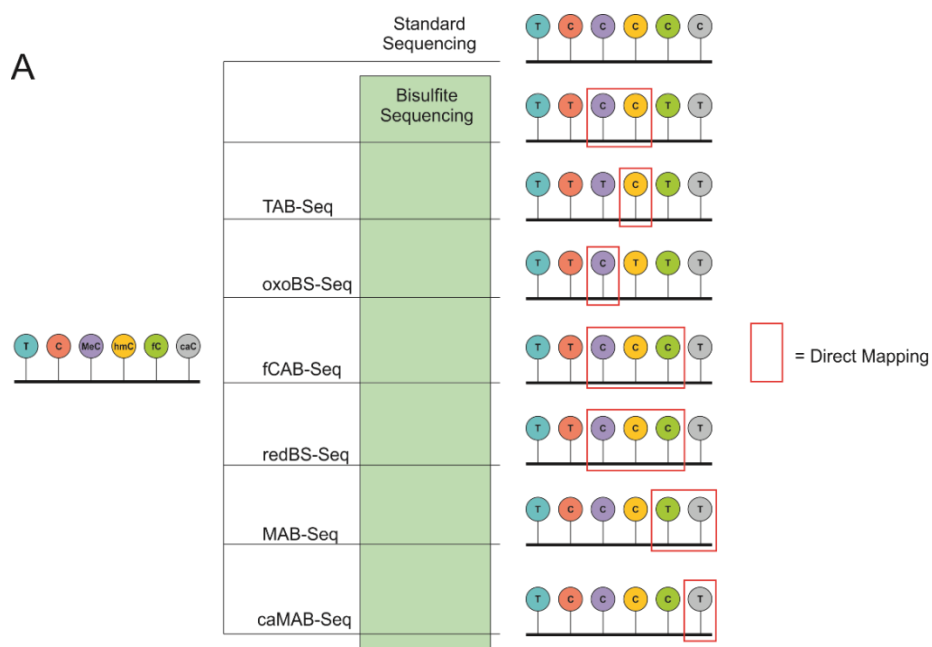 A
Standard
Sequencing
T C C C C C
Bisulfite
Sequencing
T T C C T T
TAB-Seq
T T T C T T
oxoBS-Seq
T T C T T T
T C MeC hmC fC caC
fCAB-Seq
T T C C C T
= Direct Mapping
redBS-Seq
T T C C C T
MAB-Seq
T C C C T T
caMAB-Seq
T C C C C T